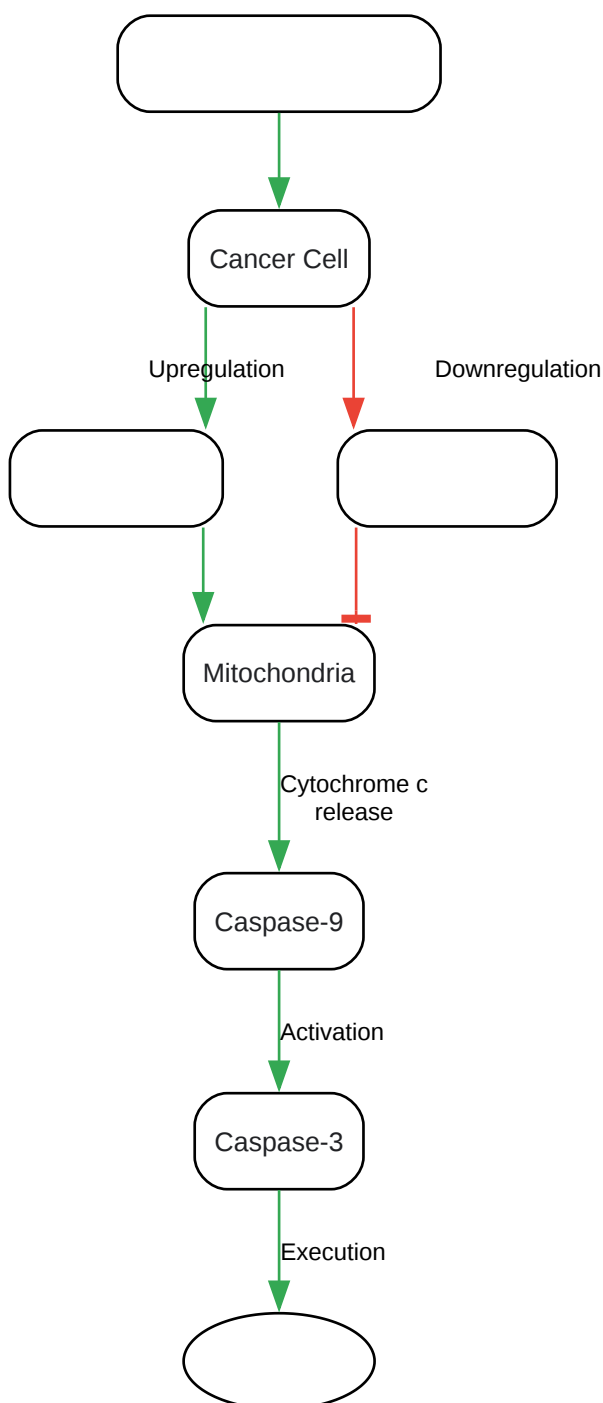 Cancer Cell
Upregulation
Downregulation
Mitochondria
Cytochrome c
release
Caspase-9
Activation
Caspase-3
Execution